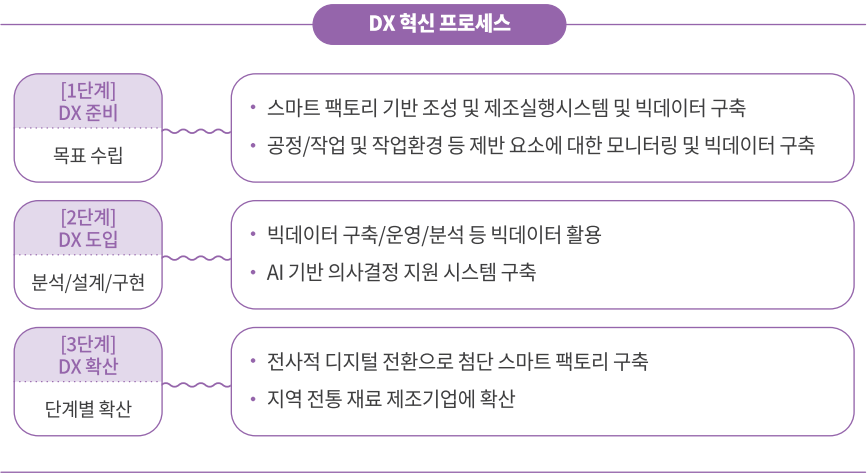 DX 혁신 프로세스
[1단계]
DX 준비
목표 수립
• 스마트 팩토리 기반 조성 및 제조실행시스템 및 빅데이터 구축
• 공정/작업 및 작업환경 등 제반 요소에 대한 모니터링 및 빅데이터 구축
[2단계]
DX 도입
분석/설계/구현
• 빅데이터 구축/운영/분석 등 빅데이터 활용
• AI 기반 의사결정 지원 시스템 구축
[3단계]
DX 확산
단계별 확산
• 전사적 디지털 전환으로 첨단 스마트 팩토리 구축
• 지역 전통 재료 제조기업에 확산